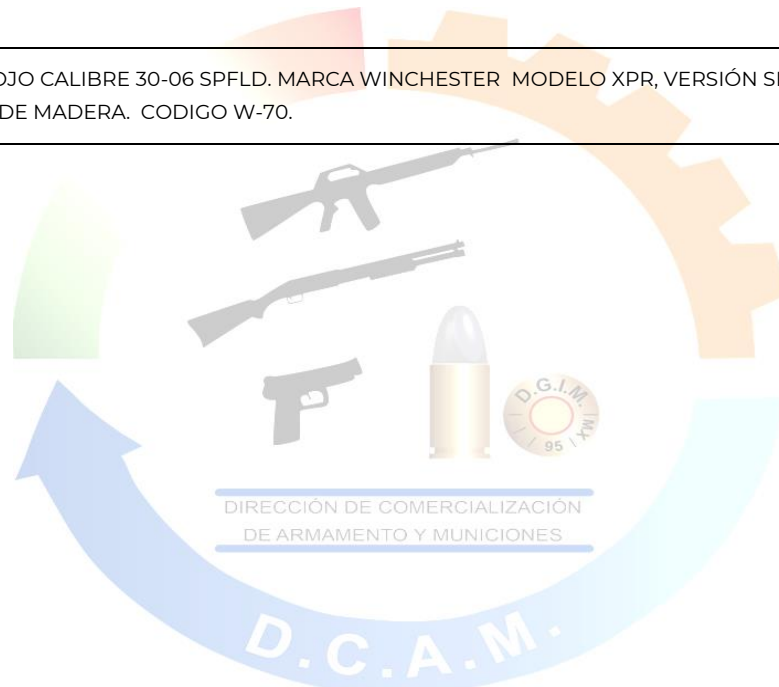 CALIBRE 30-06 SPFLD. MARCA WINCHESTER MODELO XPR, VERSIÓN
DE MADERA. CODIGO W-70.
D.G.I.M. MX 95
DIRECCIÓN DE COMERCIALIZACIÓN
DE ARMAMENTO Y MUNICIONES
D.C.A.M.